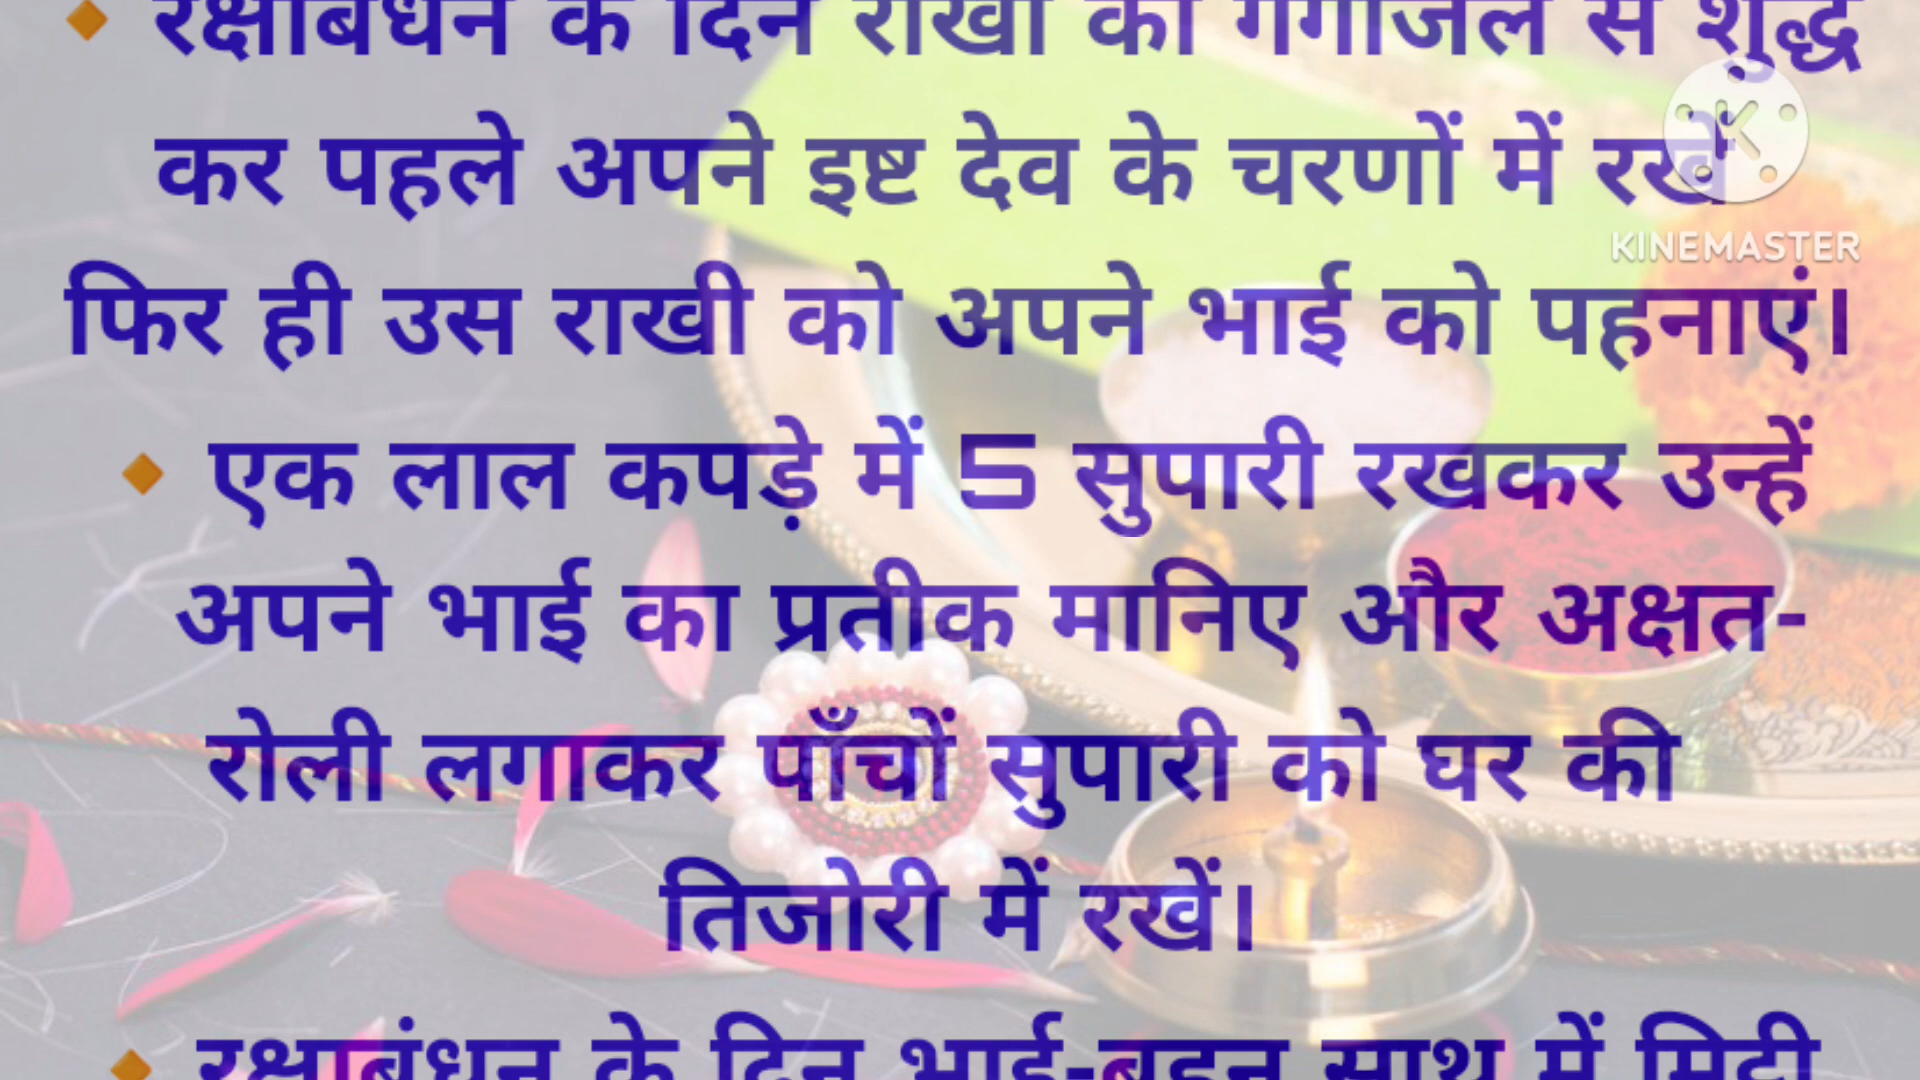 🔸 रक्षाबंधन के दिन राखी को गंगाजल से शुद्ध
कर पहले अपने इष्ट देव के चरणों में रखें
KINEMASTER
फिर ही उस राखी को अपने भाई को पहनाएं।
🔸 एक लाल कपड़े में 5 सुपारी रखकर उन्हें
अपने भाई का प्रतीक मानिए और अक्षत-
रोली लगाकर पाँचों सुपारी को घर की
तिजोरी में रखें।
🔸 रक्षाबंधन के दिन भाई-बहन साथ में मिट्टी